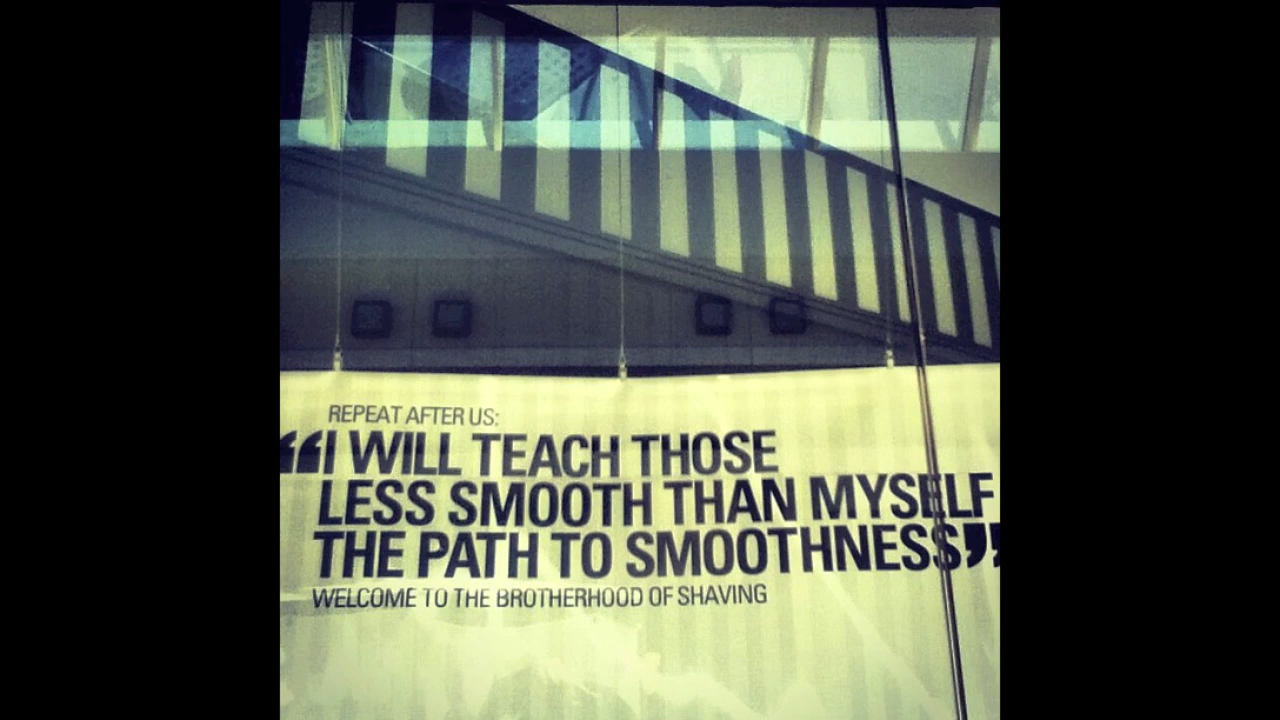 REPEAT AFTER US:
“I WILL TEACH THOSE
LESS SMOOTH THAN MYSELF
THE PATH TO SMOOTHNESS”
WELCOME TO THE BROTHERHOOD OF SHAVING